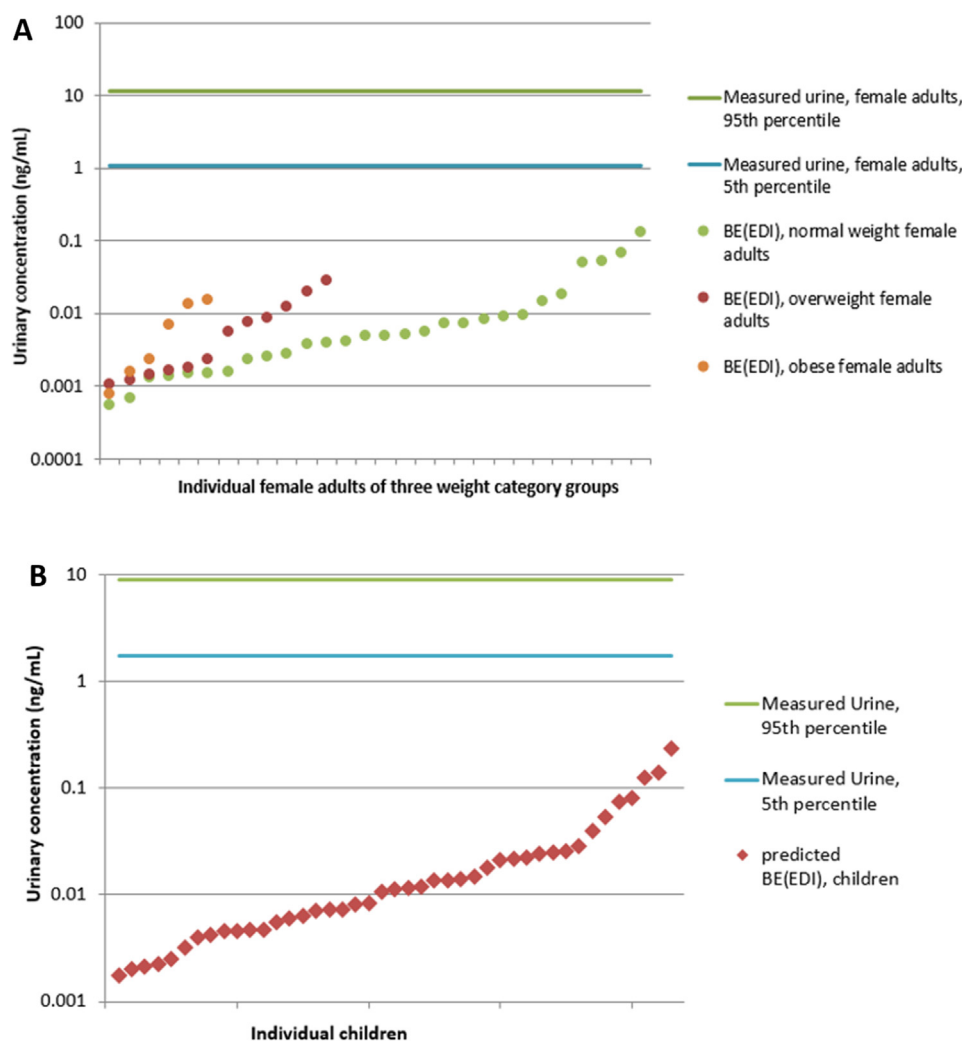 A
100
10
1
0.1
0.01
0.001
0.0001
Urinary concentration (ng/mL)
Individual female adults of three weight category groups
Measured urine, female adults,
95th percentile
Measured urine, female adults,
5th percentile
BE(EDI), normal weight female
adults
BE(EDI), overweight female
adults
BE(EDI), obese female adults
B
10
1
0.1
0.01
0.001
Urinary concentration (ng/mL)
Individual children
Measured Urine,
95th percentile
Measured Urine,
5th percentile
predicted
BE(EDI), children